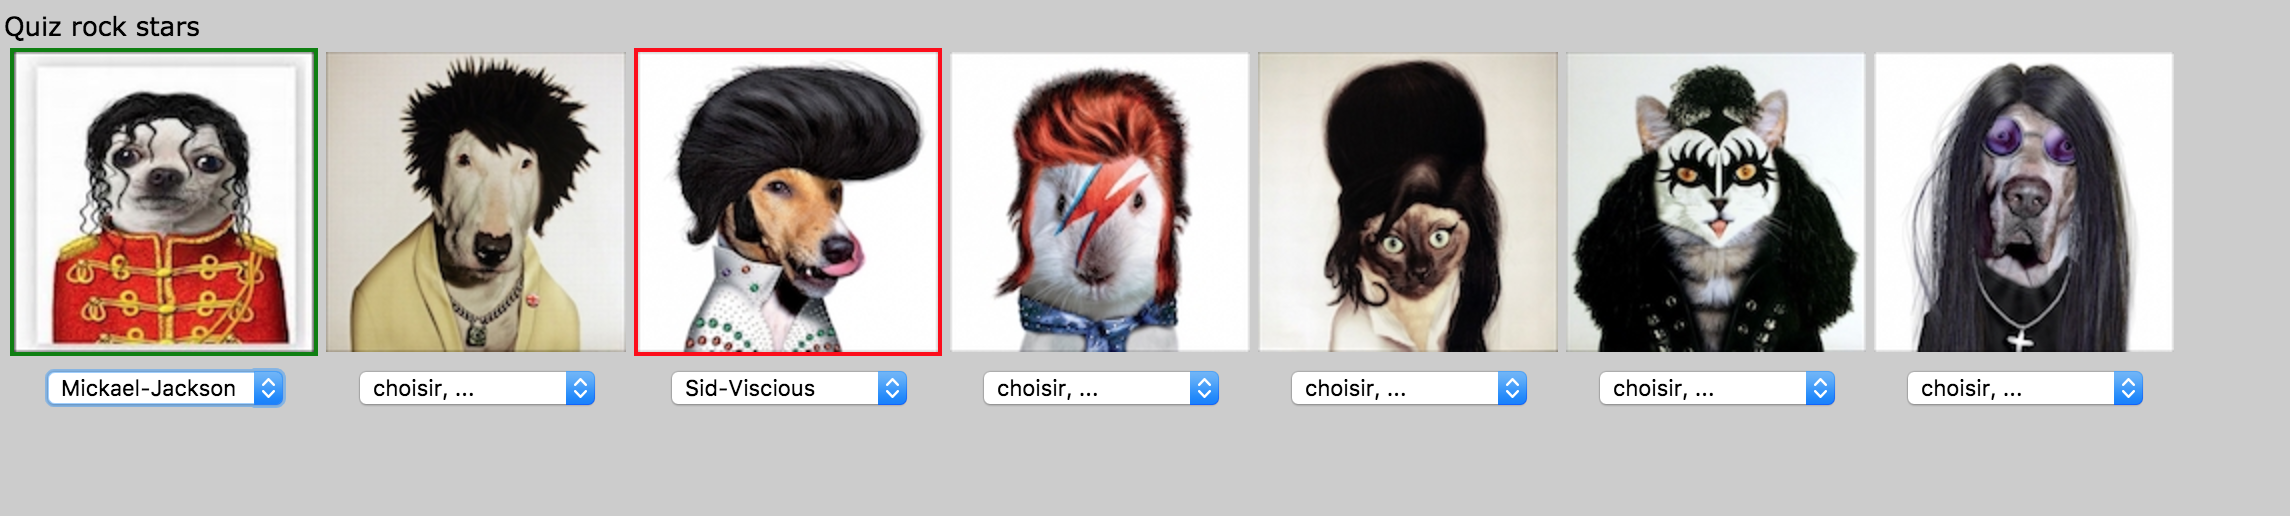 Quiz rock stars
Mickael-Jackson
choisir, ...
Sid-Viscious
choisir, ...
choisir, ...
choisir, ...
choisir, ...